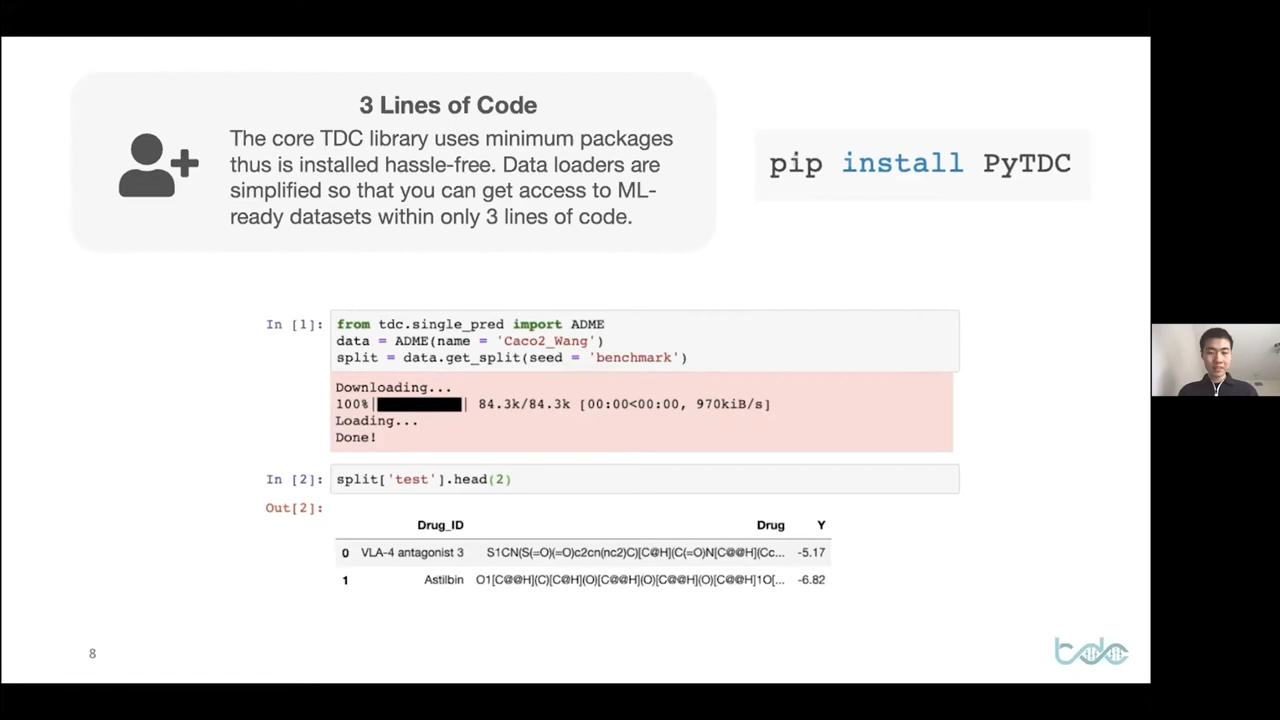 3 Lines of Code
The core TDC library uses minimum packages
thus is installed hassle-free. Data loaders are
simplified so that you can get access to ML-
ready datasets within only 3 lines of code.
pip install PyTDC
In [1]: from tdc.single_pred import ADME
data = ADME(name = 'Caco2_Wang')
split = data.get_split(seed = 'benchmark')
Downloading...
100%| | 84.3k/84.3k [00:00<00:00, 970kiB/s]
Loading...
Done!
In [2]: split['test'].head(2)
Out[2]:
Drug_ID Drug Y
0 VLA-4 antagonist 3 S1CN(S(=O)(=O)c2cn(nc2)C)[C@H](C(=O)N[C@@H](Cc... -5.17
1 Astilbin O1[C@@H](C)[C@H](O)[C@@H](O)[C@@H](O)[C@@H]1O[... -6.82
8
tdc